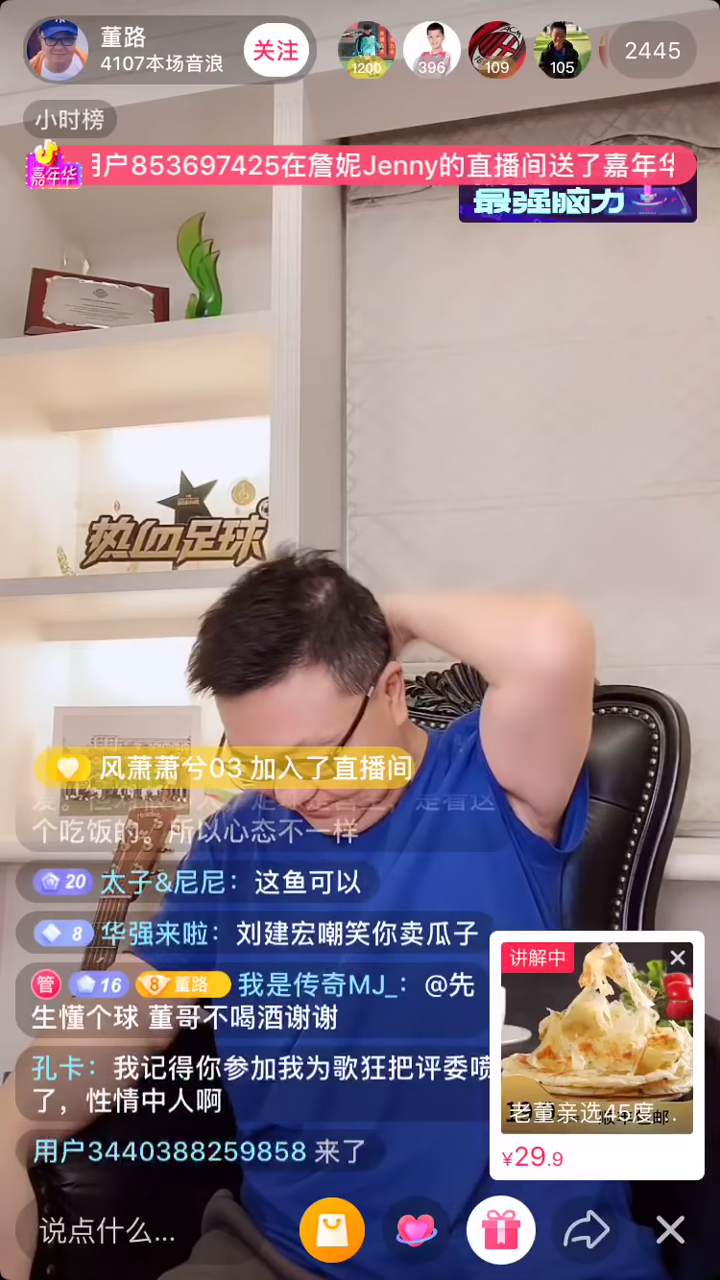 董路
4107本场音浪
关注
1200
396
109
105
2445
小时榜
嘉年华
用户853697425在詹妮Jenny的直播间送了嘉年华
最强脑力
热血足球
风萧萧兮03 加入了直播间
个吃饭的。所以心态不一样
20 太子&尼尼：这鱼可以
8 华强来啦：刘建宏嘲笑你卖瓜子
管 16 8 董路 我是传奇MJ_：@先
生懂个球 董哥不喝酒谢谢
孔卡：我记得你参加我为歌狂把评委喷
了，性情中人啊
用户3440388259858 来了
讲解中
老董亲选45度...
¥29.9
说点什么...